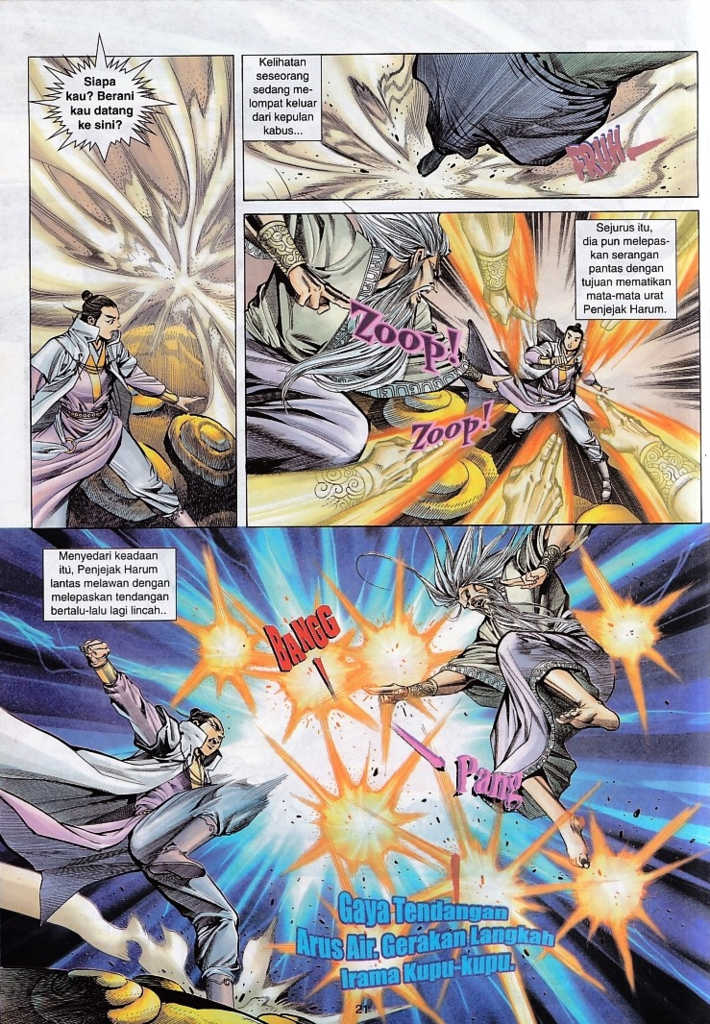 Siapa
kau? Berani
kau datang
ke sini?
Kelihatan
seseorang
sedang me-
lompat keluar
dari kepulan
kabus...
FRUH
Sejurus itu,
dia pun melepas-
kan serangan
pantas dengan
tujuan mematikan
mata-mata urat
Penjejak Harum.
Zoop!
Zoop!
Menyedari keadaan
itu, Penjejak Harum
lantas melawan dengan
melepaskan tendangan
bertalu-talu lagi lincah..
BANGG
!
Pang
Gaya Tendangan
Arus Air. Gerakan Langkah
Irama Kupu-kupu.
21